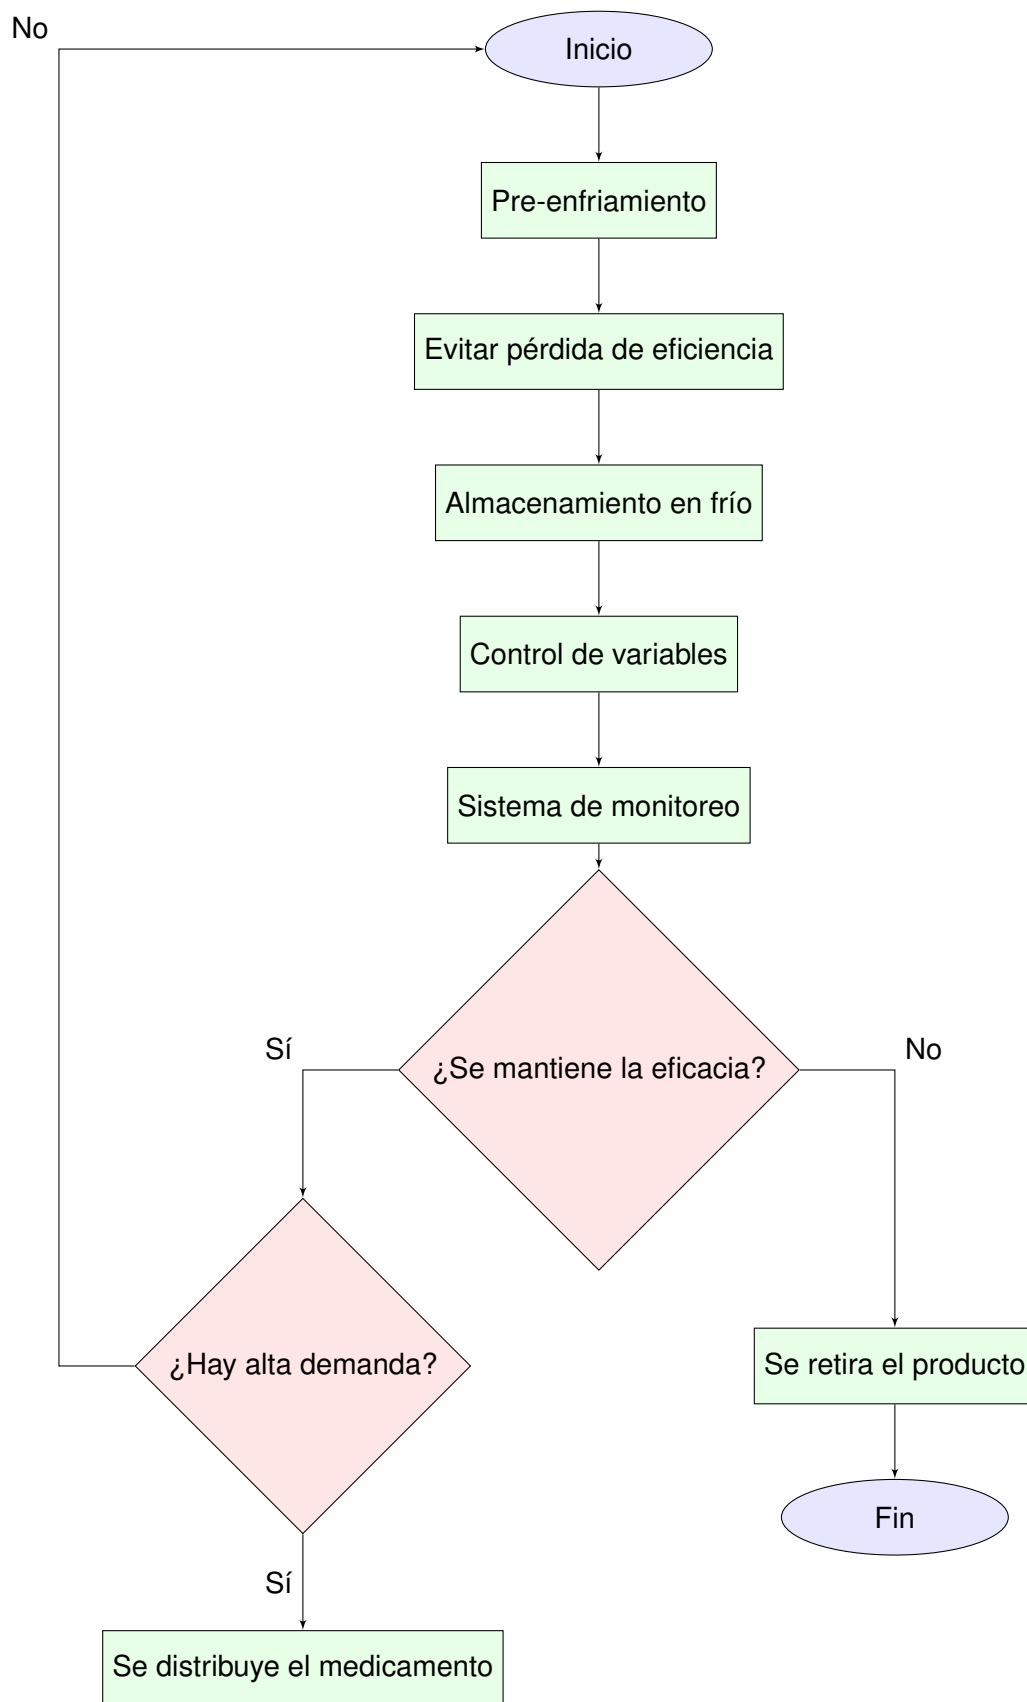 No
Inicio
Pre-enfriamiento
Evitar pérdida de eficiencia
Almacenamiento en frío
Control de variables
Sistema de monitoreo
Sí
No
¿Se mantiene la eficacia?
¿Hay alta demanda?
Se retira el producto
Fin
Sí
Se distribuye el medicamento